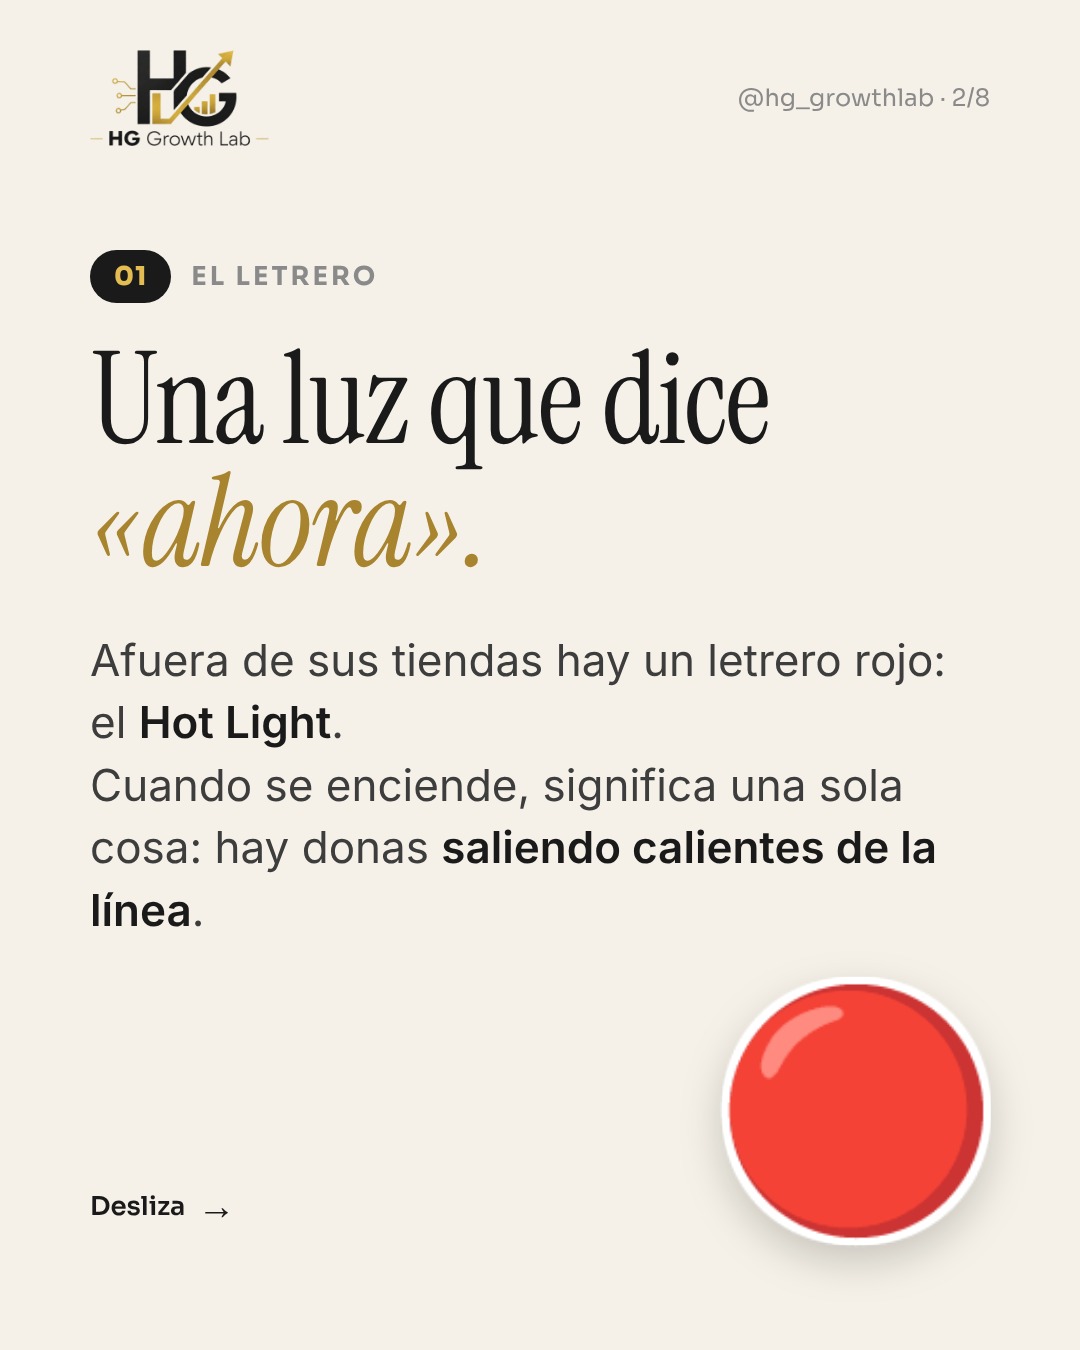 HG
HG Growth Lab
@hg_growthlab · 2/8
01 EL LETRERO
Una luz que dice
«ahora».
Afuera de sus tiendas hay un letrero rojo:
el Hot Light.
Cuando se enciende, significa una sola
cosa: hay donas saliendo calientes de la
línea.
Desliza →